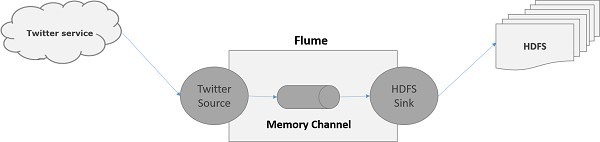 Twitter service
Flume
Twitter
Source
Memory Channel
HDFS
Sink
HDFS